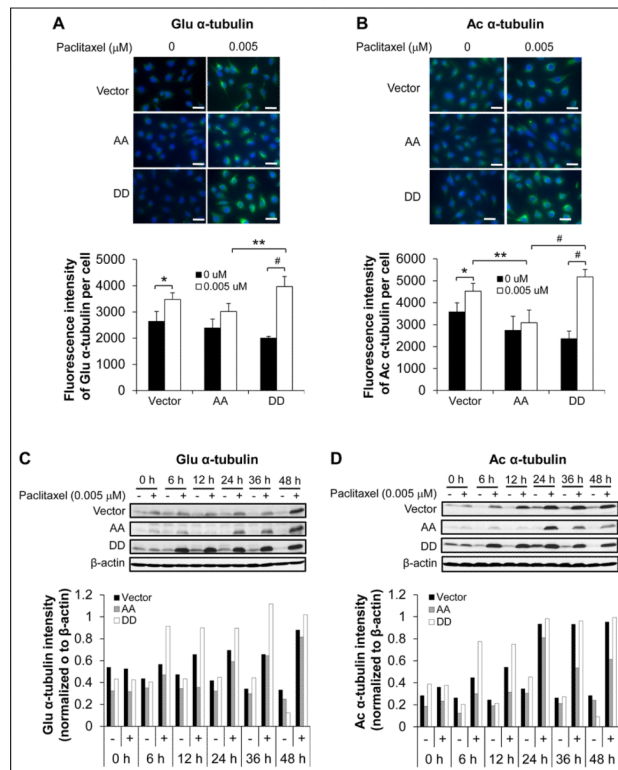 A
Glu α-tubulin
Paclitaxel (µM)
0
0.005
Vector
AA
DD
Fluorescence intensity
of Glu α-tubulin per cell
5000
4000
3000
2000
1000
0
*
**
#
0 uM
0.005 uM
Vector AA DD
B
Ac α-tubulin
Paclitaxel (µM)
0
0.005
Vector
AA
DD
Fluorescence intensity
of Ac α-tubulin per cell
6000
5000
4000
3000
2000
1000
0
*
**
#
#
0 uM
0.005 uM
Vector AA DD
C
Glu α-tubulin
0 h 6 h 12 h 24 h 36 h 48 h
Paclitaxel (0.005 µM) - + - + - + - + - + - +
Vector
AA
DD
β-actin
Glu α-tubulin intensity
(normalized o to β-actin)
1.2
1
0.8
0.6
0.4
0.2
0
Vector
AA
DD
- + - + - + - + - + - +
0 h 6 h 12 h 24 h 36 h 48 h
D
Ac α-tubulin
0 h 6 h 12 h 24 h 36 h 48 h
Paclitaxel (0.005 µM) - + - + - + - + - + - +
Vector
AA
DD
β-actin
Ac α-tubulin intensity
(normalized to β-actin)
1.2
1
0.8
0.6
0.4
0.2
0
Vector
AA
DD
- + - + - + - + - + - +
0 h 6 h 12 h 24 h 36 h 48 h